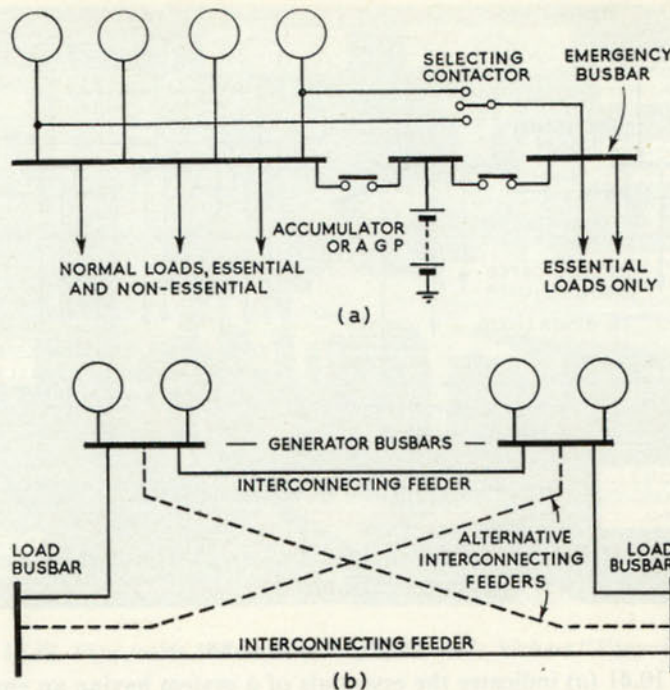 SELECTING
CONTACTOR
EMERGENCY
BUSBAR
ACCUMULATOR
OR A G P
NORMAL LOADS, ESSENTIAL
AND NON-ESSENTIAL
ESSENTIAL
LOADS ONLY
(a)
GENERATOR BUSBARS
INTERCONNECTING FEEDER
LOAD
BUSBAR
ALTERNATIVE
INTERCONNECTING
FEEDERS
LOAD
BUSBAR
INTERCONNECTING FEEDER
(b)